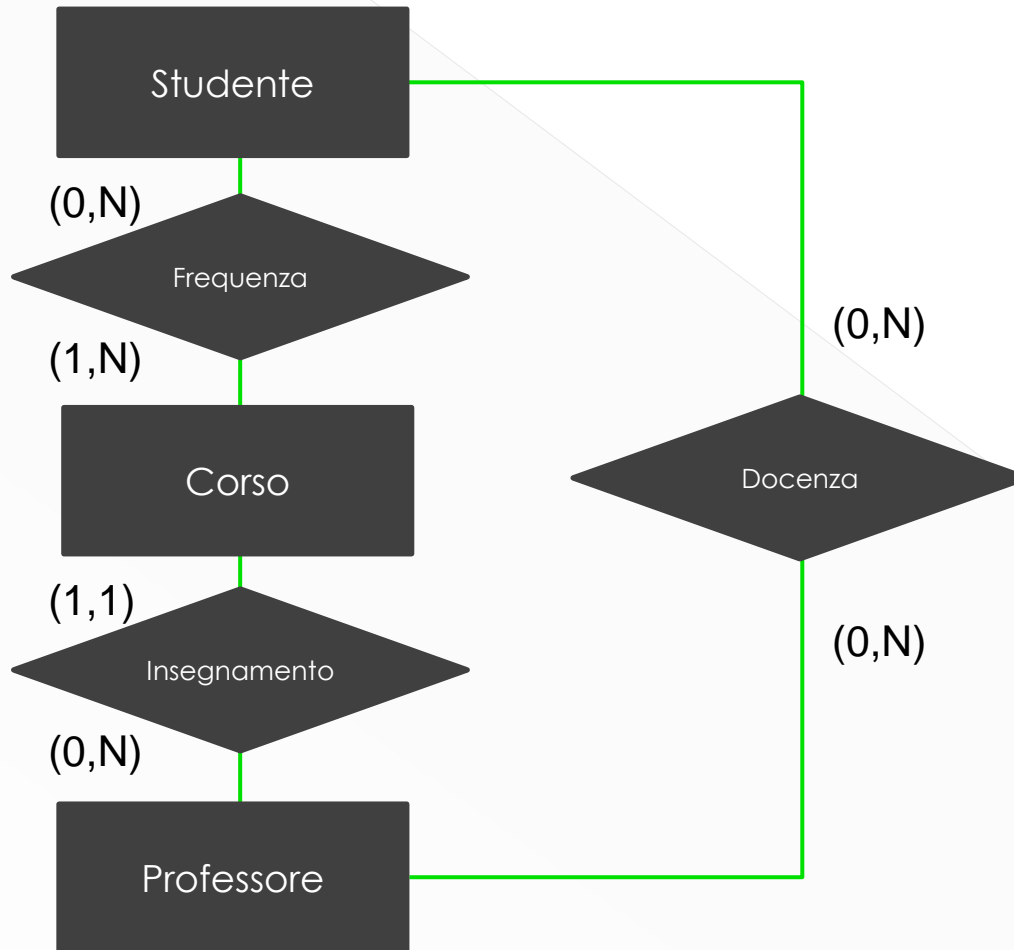 Studente
(0,N)
Frequenza
(1,N)
Corso
(1,1)
Insegnamento
(0,N)
Professore
(0,N)
Docenza
(0,N)